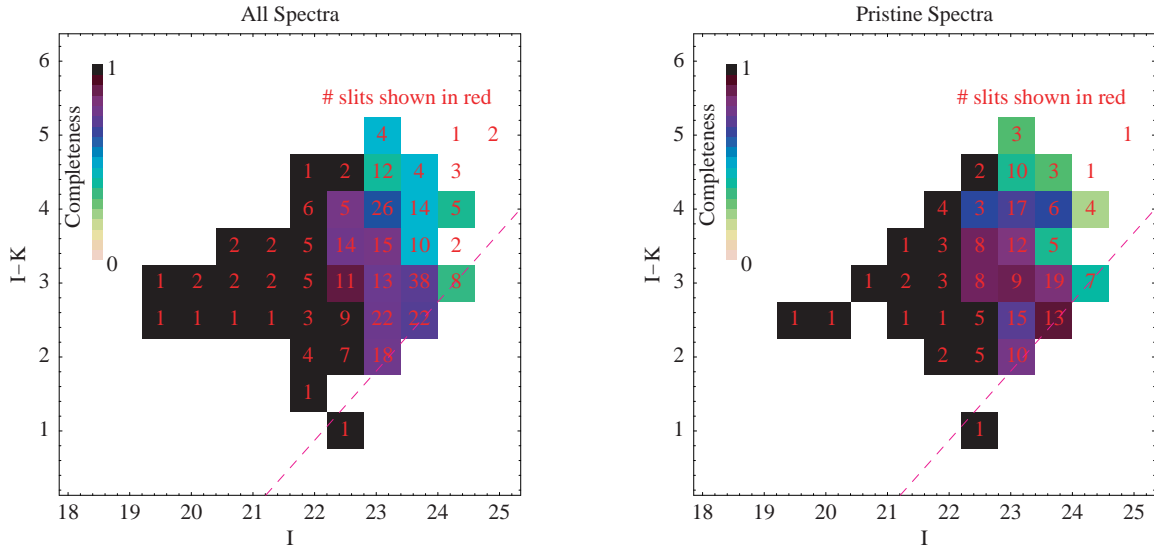 All Spectra
6
5
4
3
2
1
I–K
Completeness
1
0
# slits shown in red
4 1 2
1 2 12 4 3
6 5 26 14 5
2 2 5 14 15 10 2
1 2 2 2 5 11 13 38 8
1 1 1 1 3 9 22 22
4 7 18
1
1
18 19 20 21 22 23 24 25
I
Pristine Spectra
6
5
4
3
2
1
I–K
Completeness
1
0
# slits shown in red
3 1
2 10 3 1
4 3 17 6 4
1 3 8 12 5
1 2 3 8 9 19 7
1 1 1 1 5 15 13
2 5 10
1
18 19 20 21 22 23 24 25
I